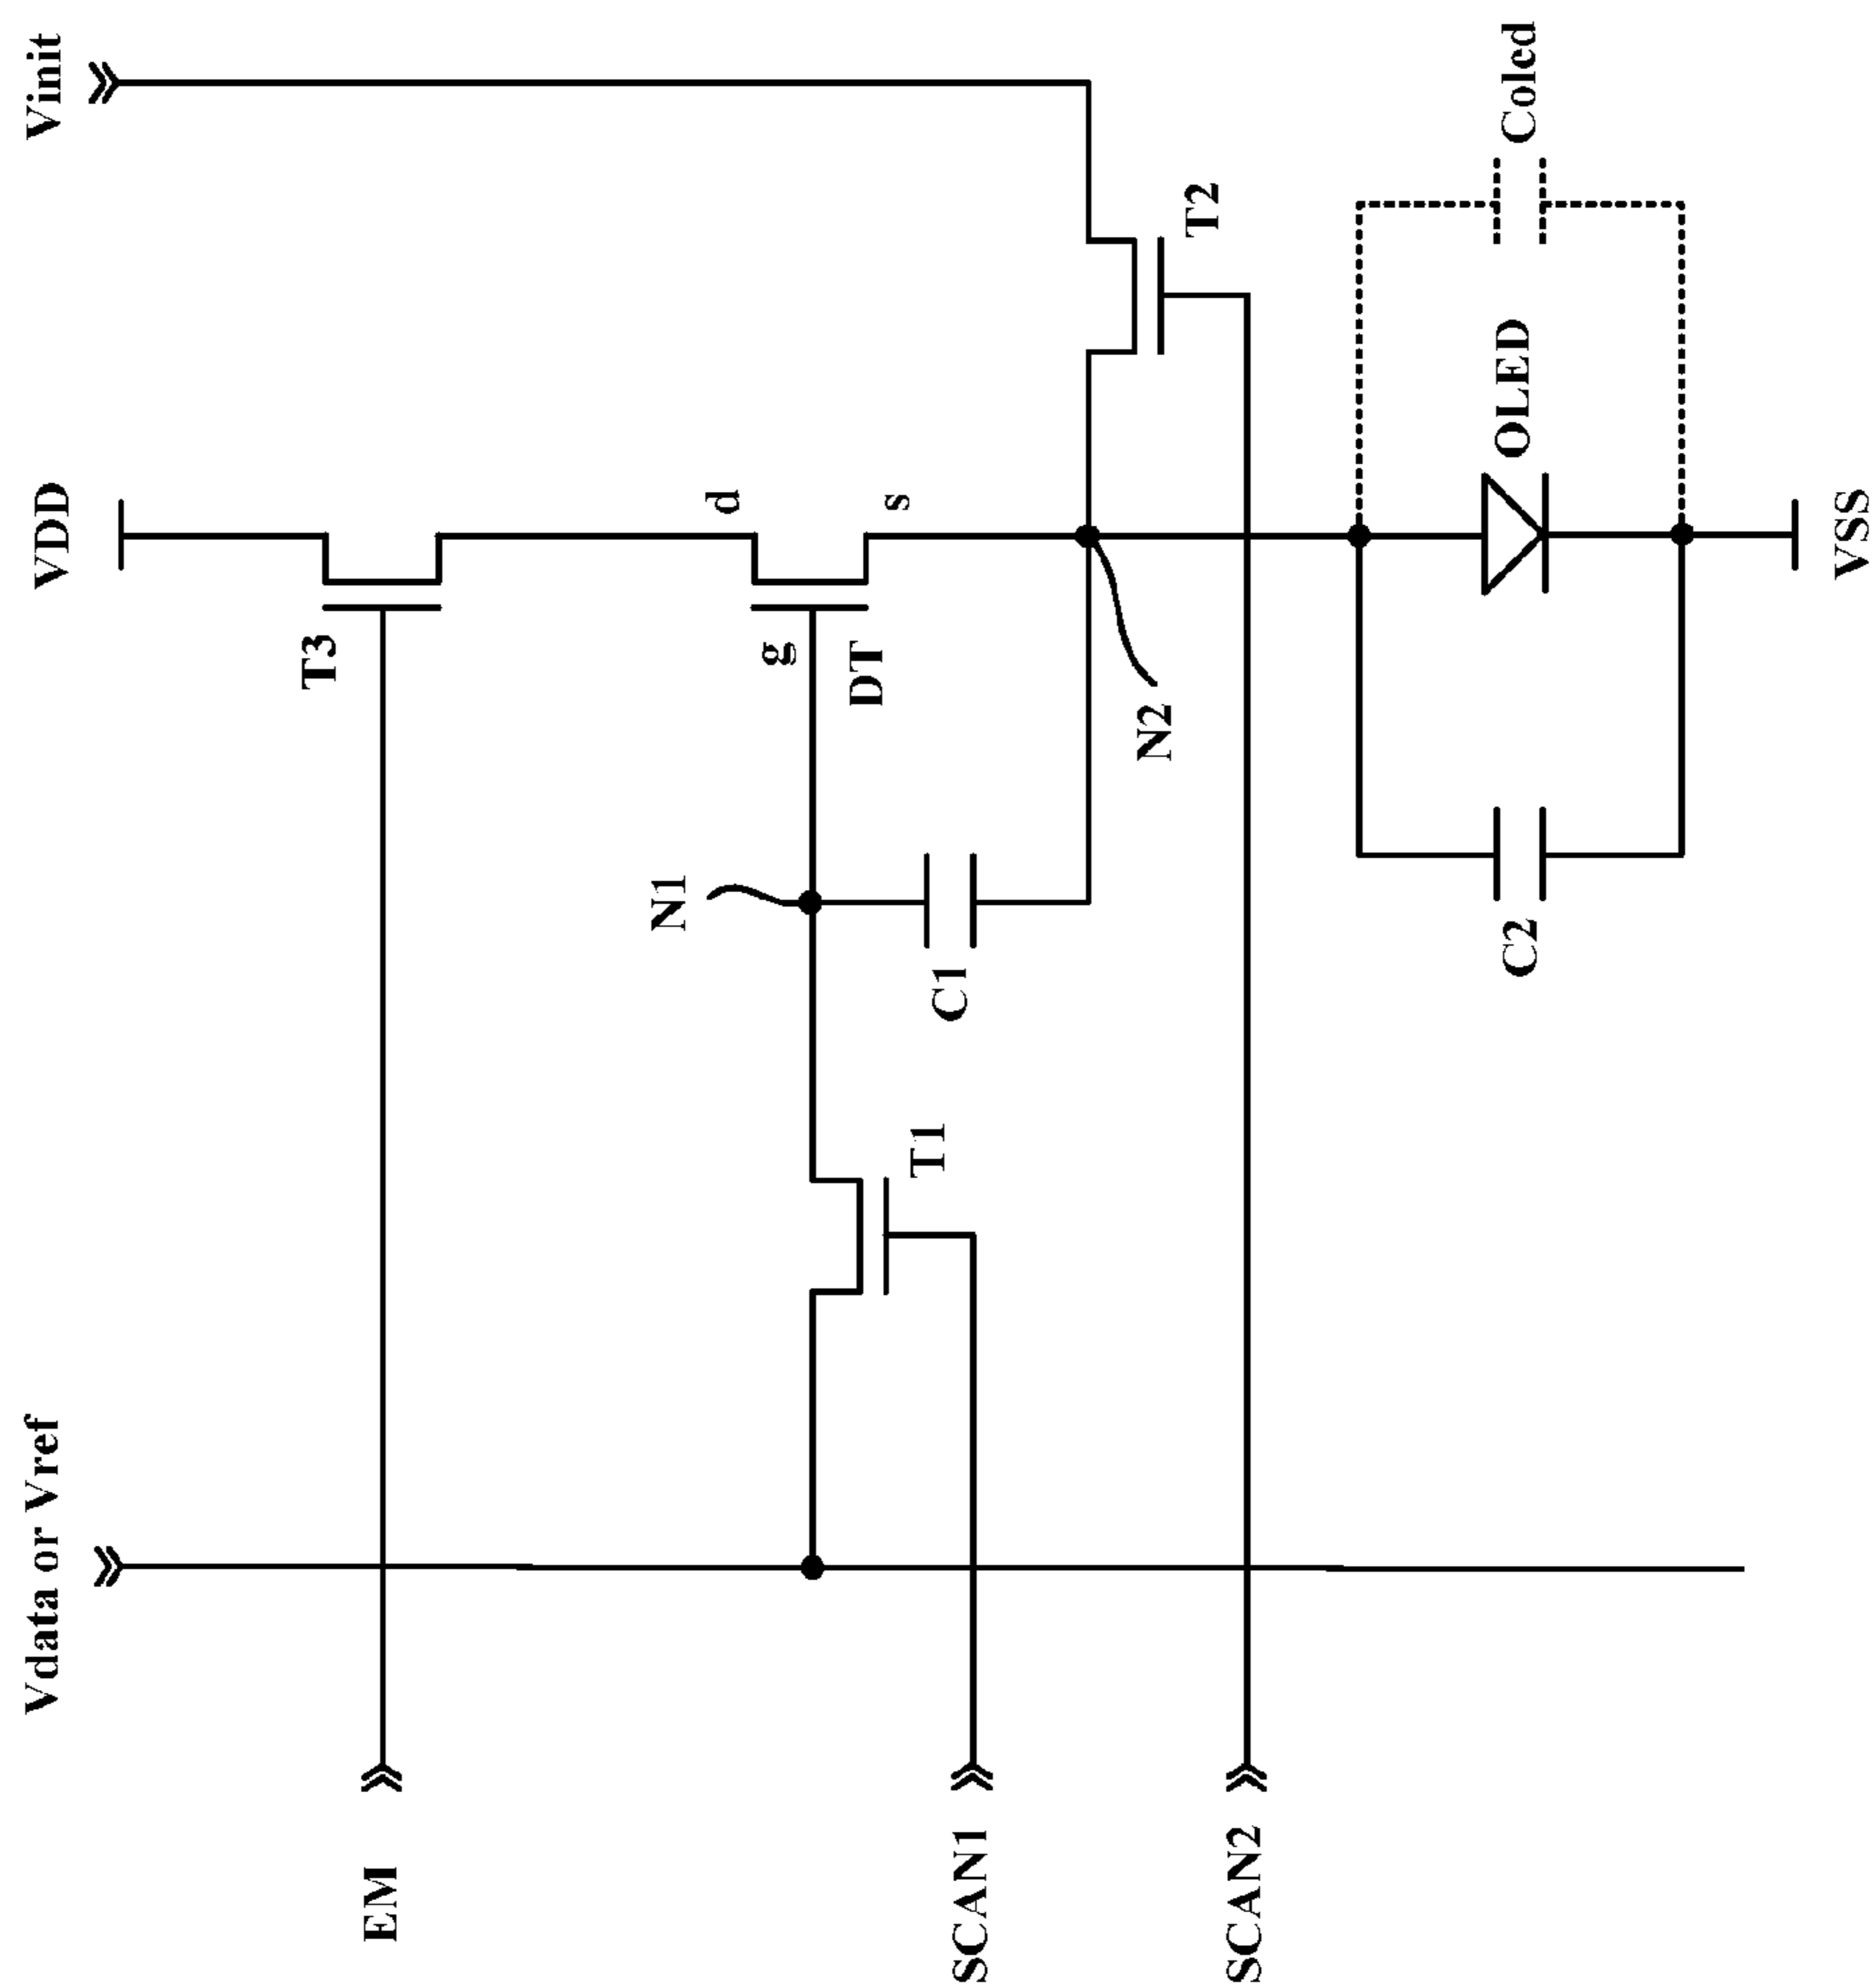 Vdata or Vref
VDD
Vinit
T3
EM
d
g
s
DT
N1
C1
T1
N2
T2
SCAN1
SCAN2
C2
OLED
Coled
VSS